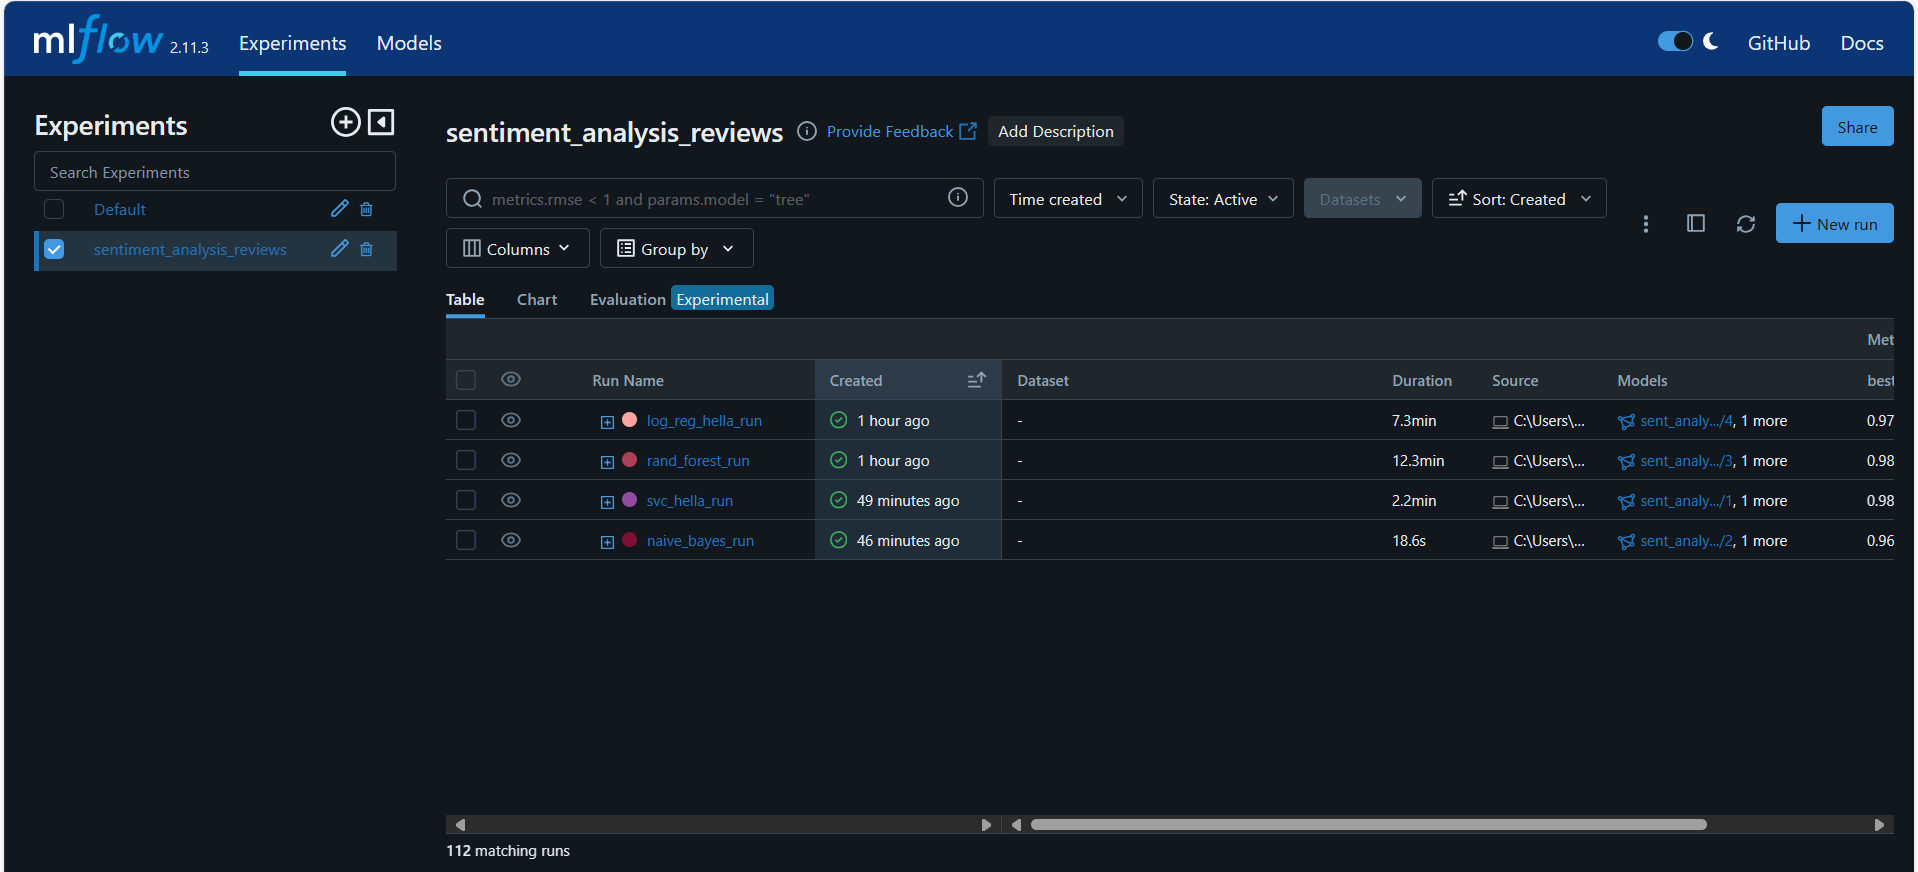 mlflow 2.11.3 Experiments Models GitHub Docs
Experiments
Search Experiments
Default
sentiment_analysis_reviews
sentiment_analysis_reviews Provide Feedback Add Description Share
metrics.rmse < 1 and params.model = "tree" Time created State: Active Datasets Sort: Created
Columns Group by New run
Table Chart Evaluation Experimental
Met
Run Name Created Dataset Duration Source Models best
log_reg_hella_run 1 hour ago - 7.3min C:\Users\... sent_analy.../4, 1 more 0.97
rand_forest_run 1 hour ago - 12.3min C:\Users\... sent_analy.../3, 1 more 0.98
svc_hella_run 49 minutes ago - 2.2min C:\Users\... sent_analy.../1, 1 more 0.98
naive_bayes_run 46 minutes ago - 18.6s C:\Users\... sent_analy.../2, 1 more 0.96
112 matching runs